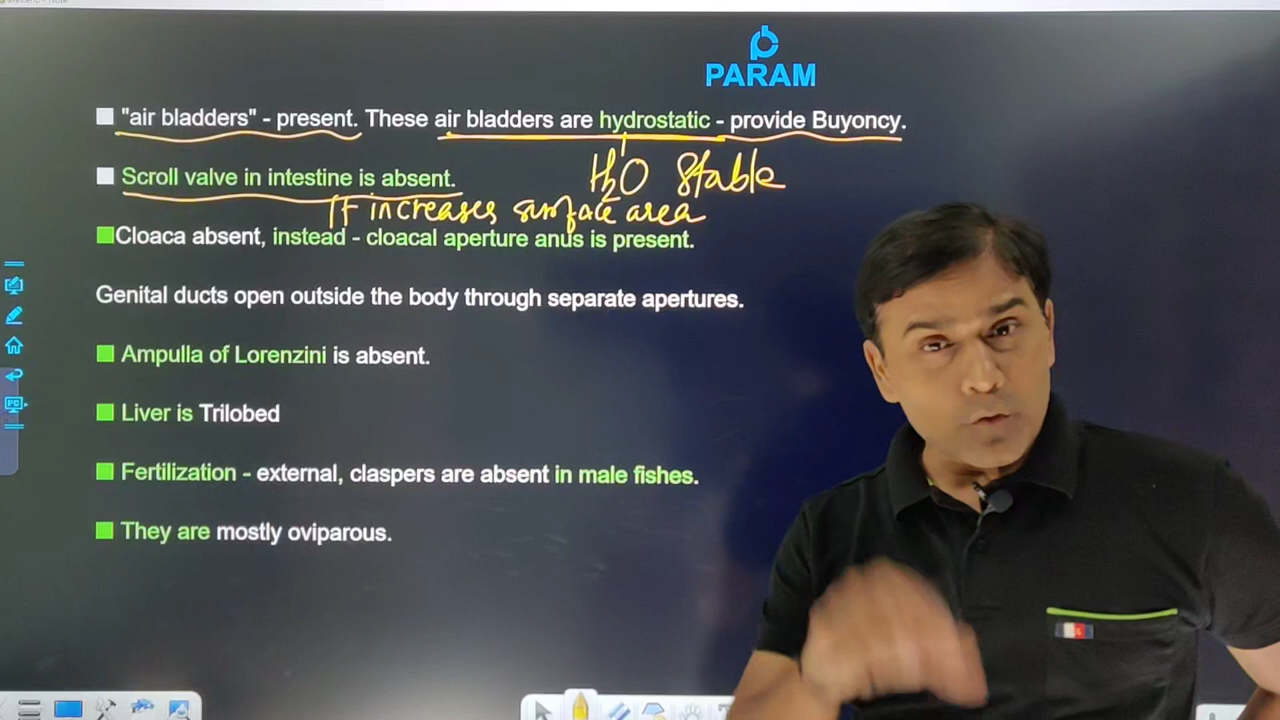 PARAM
"air bladders" - present. These air bladders are hydrostatic - provide Buyoncy.
H2O Stable
Scroll valve in intestine is absent.
It increases surface area
Cloaca absent, instead - cloacal aperture anus is present.
Genital ducts open outside the body through separate apertures.
Ampulla of Lorenzini is absent.
Liver is Trilobed
Fertilization - external, claspers are absent in male fishes.
They are mostly oviparous.